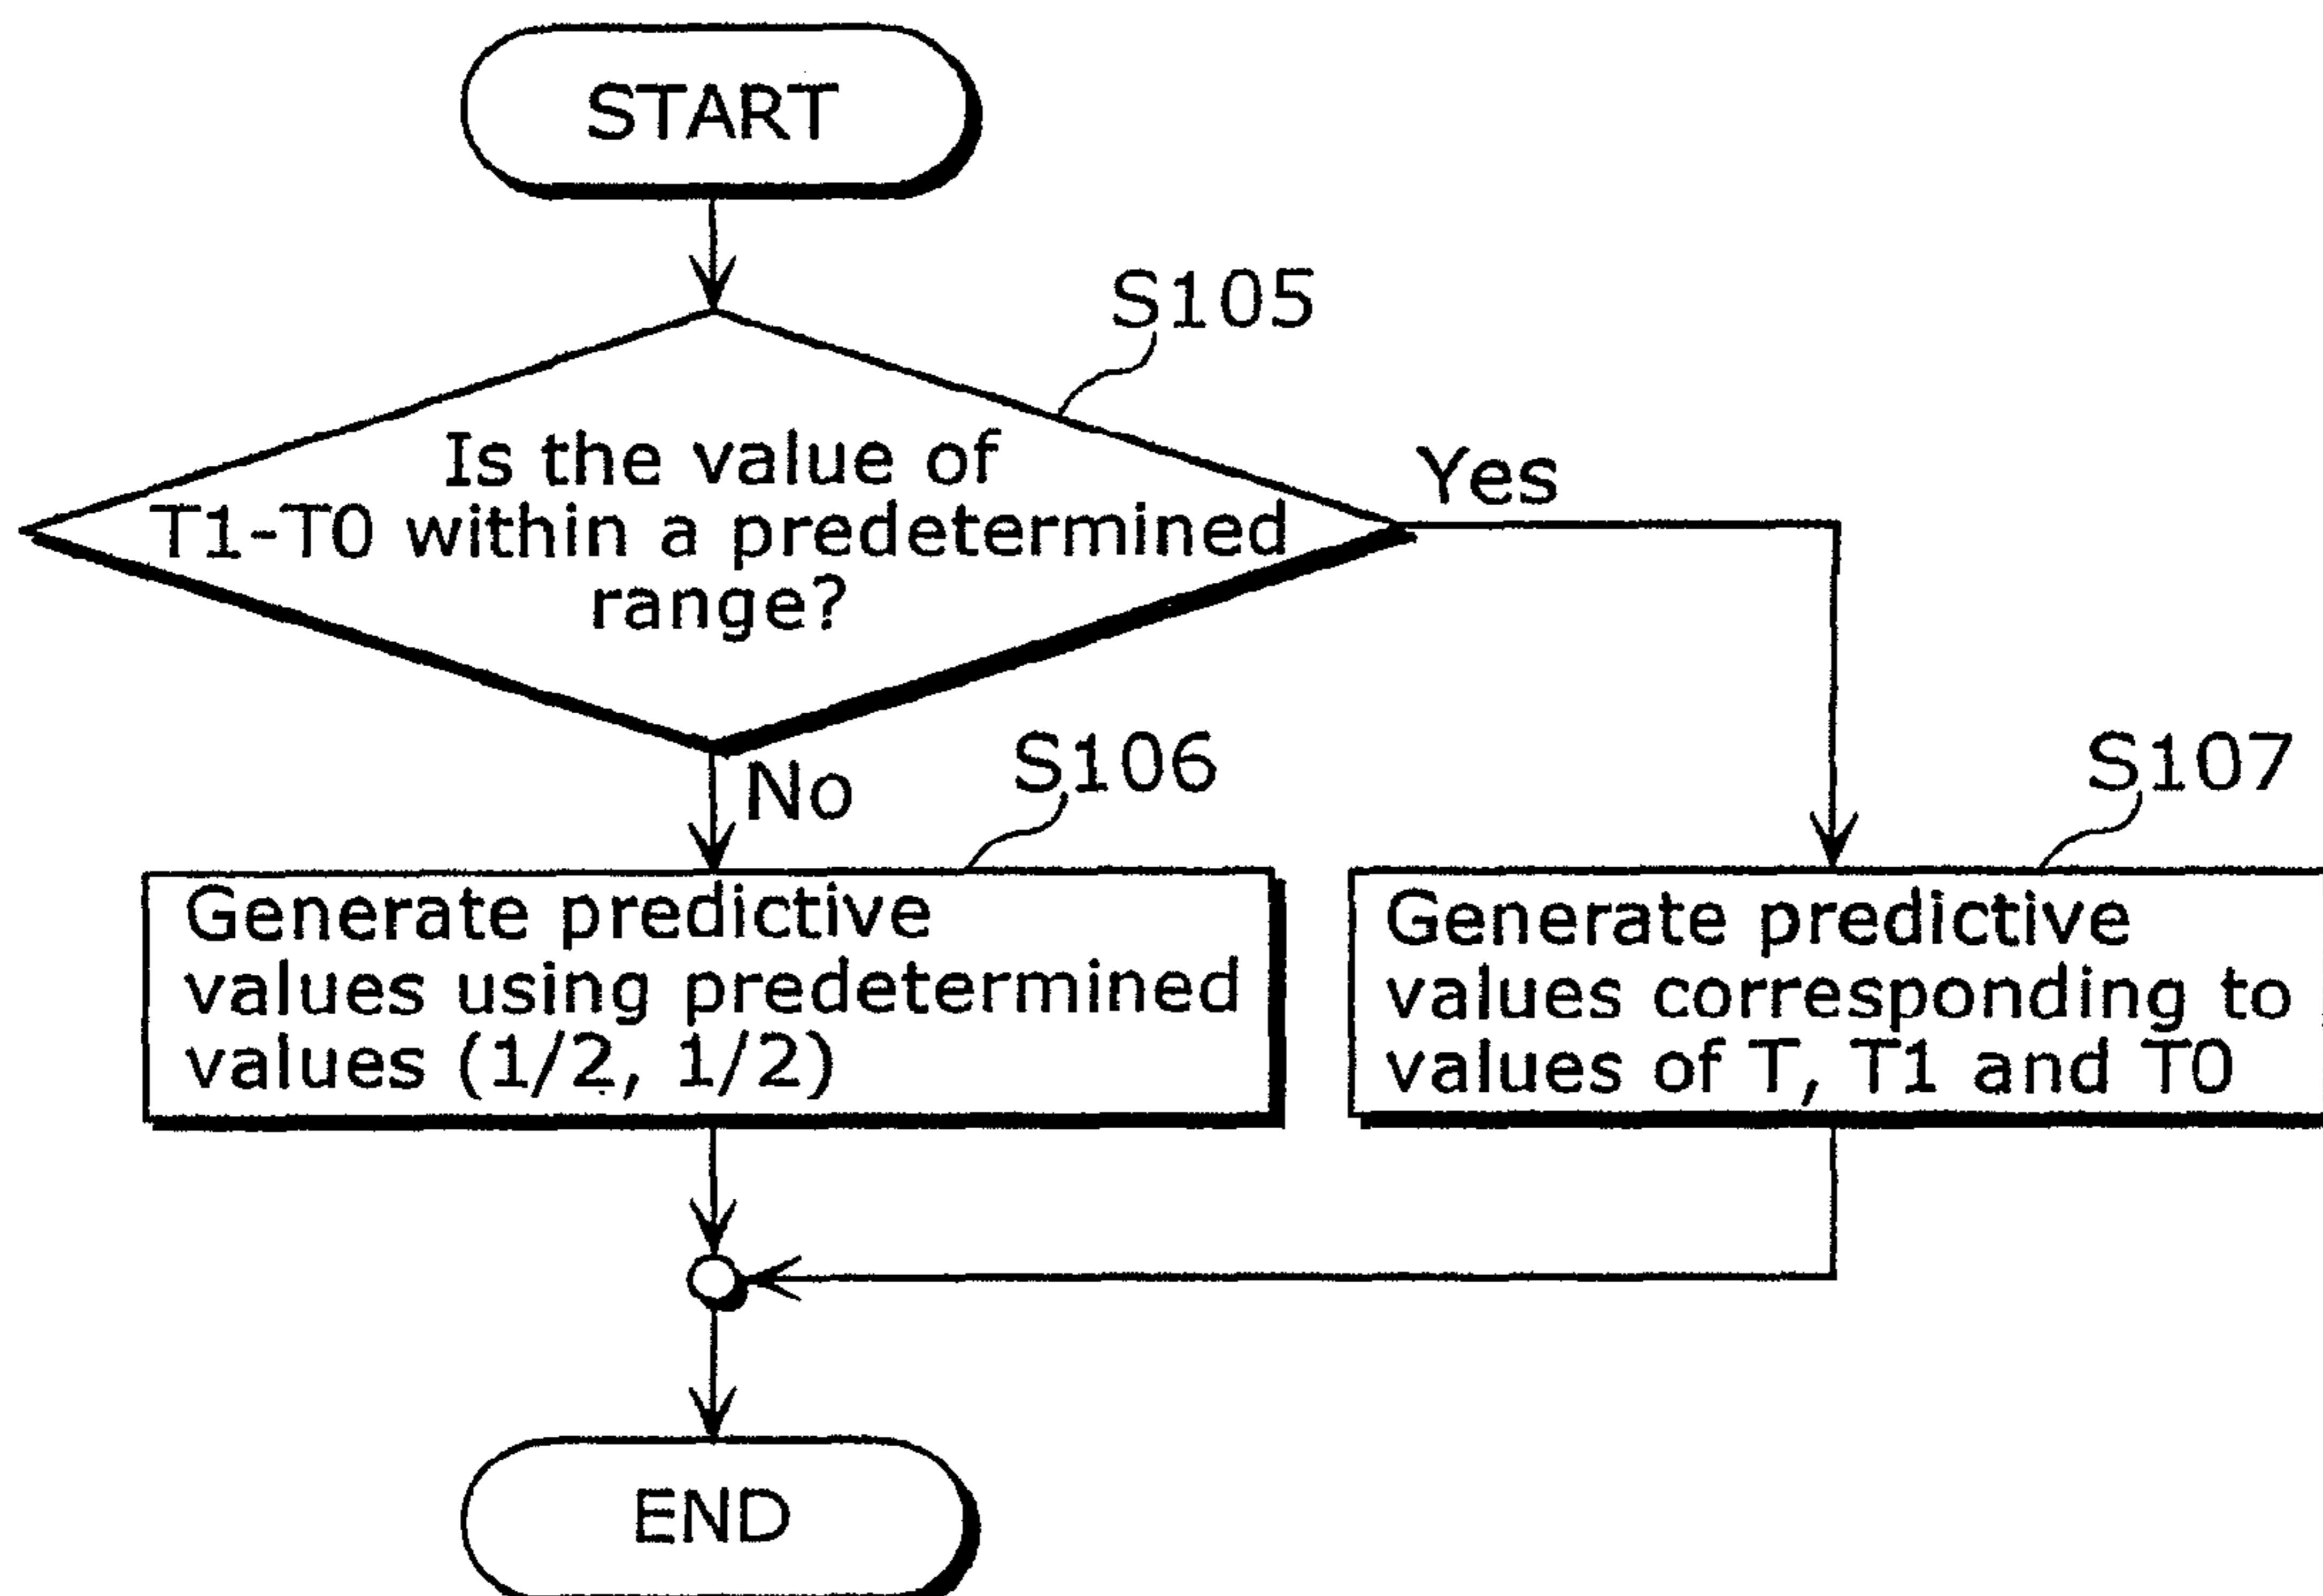 START
S105
Is the value of
T1-T0 within a predetermined
range?
Yes
No
S106
S107
Generate predictive
values using predetermined
values (1/2, 1/2)
Generate predictive
values corresponding to
values of T, T1 and T0
END